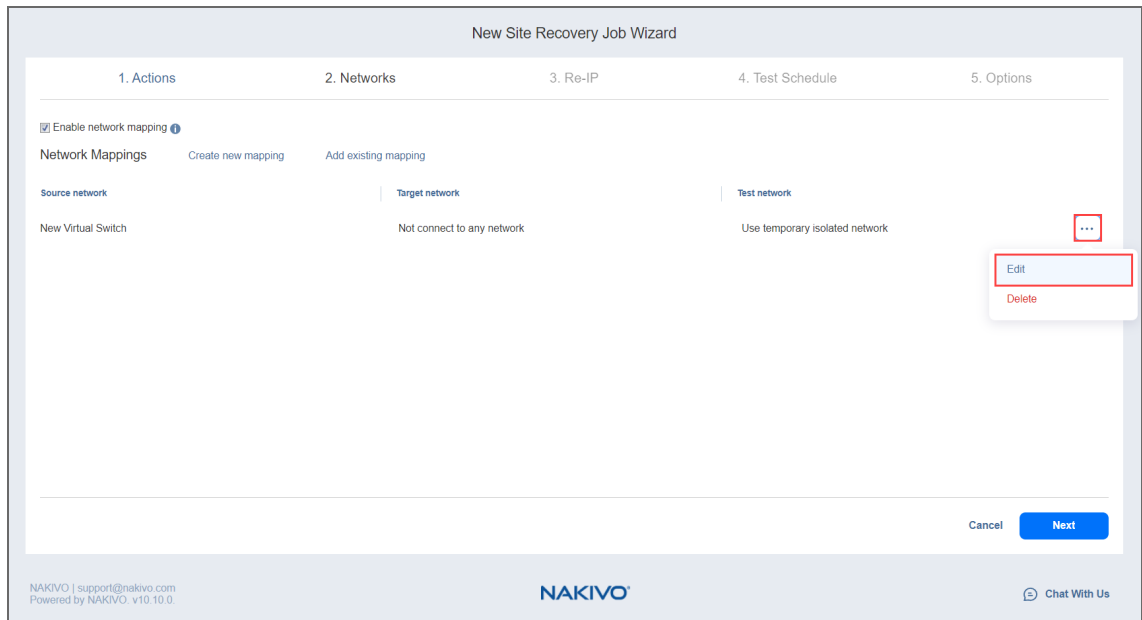 New Site Recovery Job Wizard
1. Actions 2. Networks 3. Re-IP 4. Test Schedule 5. Options
Enable network mapping
Network Mappings Create new mapping Add existing mapping
Source network Target network Test network
New Virtual Switch Not connect to any network Use temporary isolated network ...
Edit
Delete
Cancel Next
NAKIVO | support@nakivo.com
Powered by NAKIVO. v10.10.0.
NAKIVO®
Chat With Us